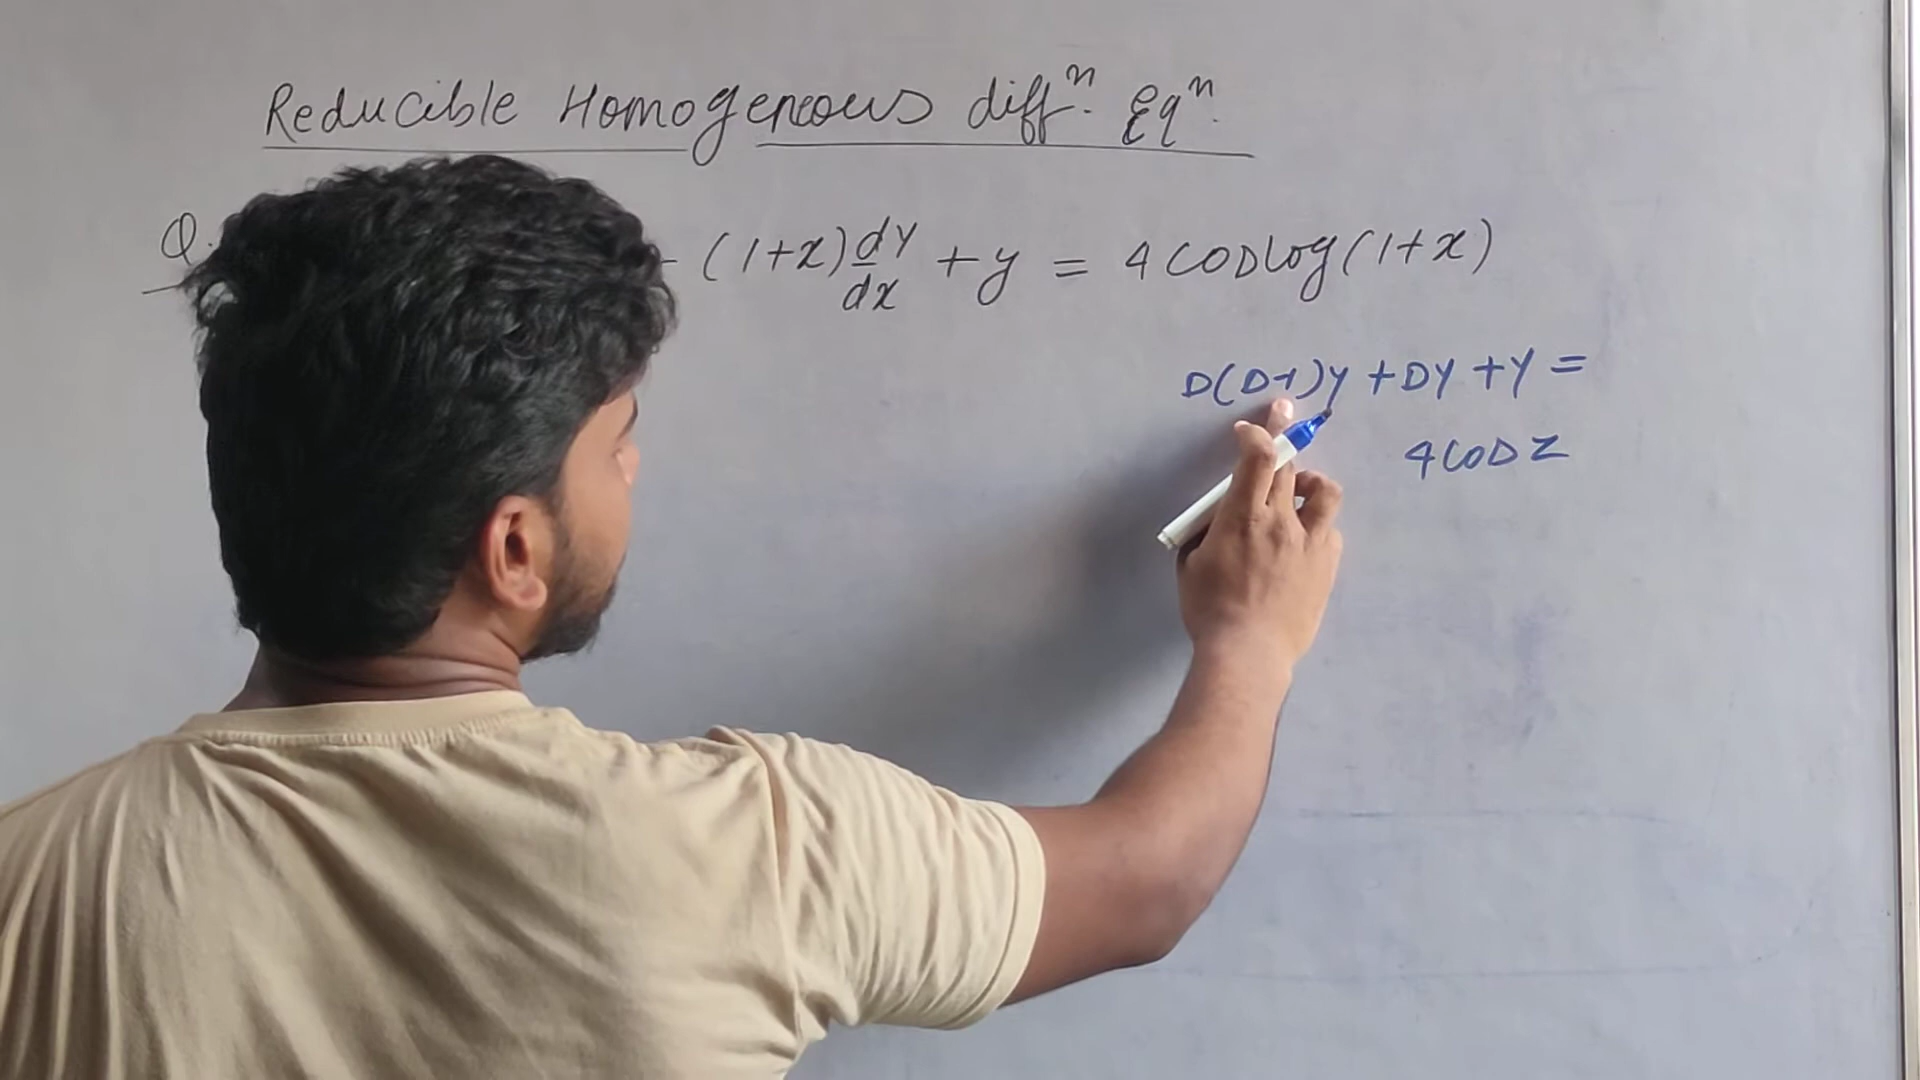 Reducible Homogeneous diffⁿ. Eqⁿ.
Q. (1+x) dy/dx + y = 4 cos log(1+x)
D(D-1)y + Dy + y =
4 cos z